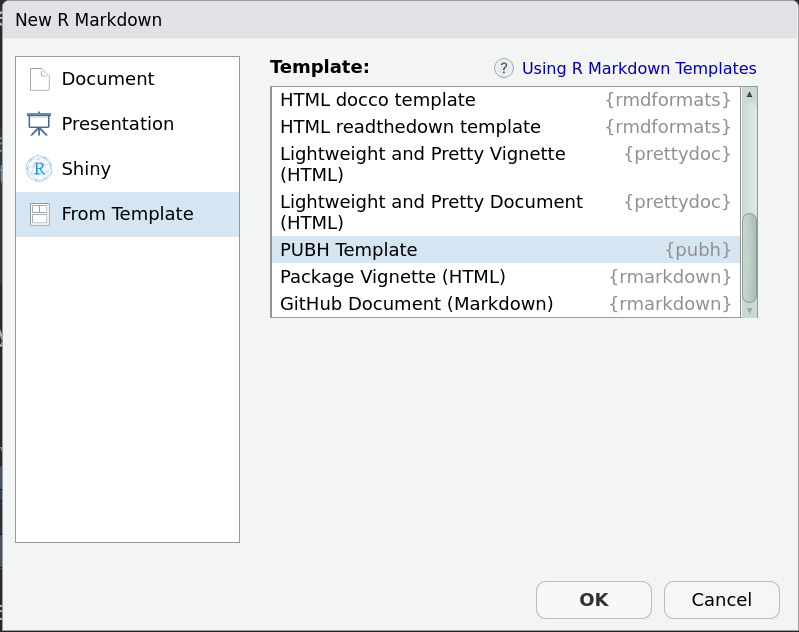 New R Markdown
Document
Presentation
Shiny
From Template
Template:
? Using R Markdown Templates
HTML docco template {rmdformats}
HTML readthedown template {rmdformats}
Lightweight and Pretty Vignette {prettydoc}
(HTML)
Lightweight and Pretty Document {prettydoc}
(HTML)
PUBH Template {pubh}
Package Vignette (HTML) {rmarkdown}
GitHub Document (Markdown) {rmarkdown}
OK Cancel